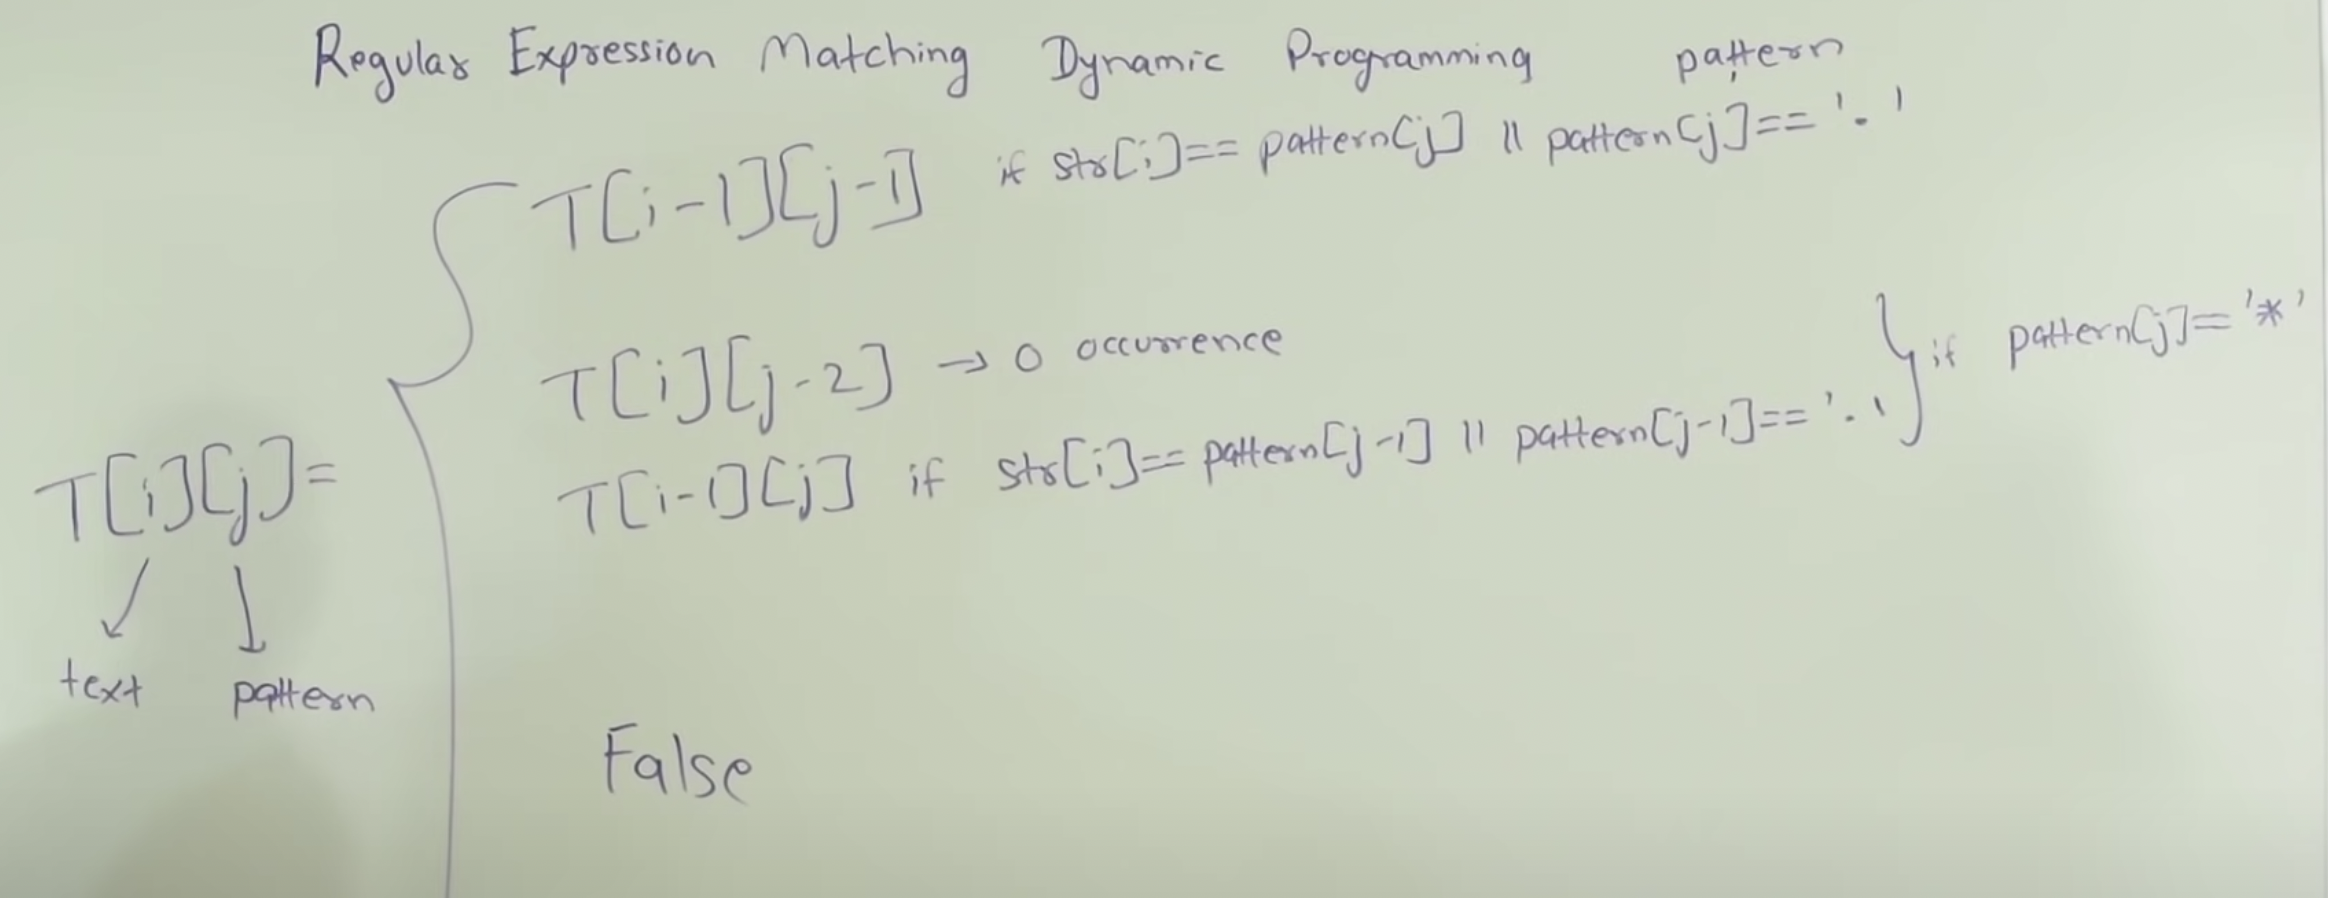 Regular Expression Matching Dynamic Programming pattern
T[i-1][j-1] if str[i]== pattern[j] || pattern[j]=='.'
T[i][j-2] → 0 occurrence
T[i-1][j] if str[i]== pattern[j-1] || pattern[j-1]=='.'
if pattern[j]='*'
T[i][j]=
text pattern
False